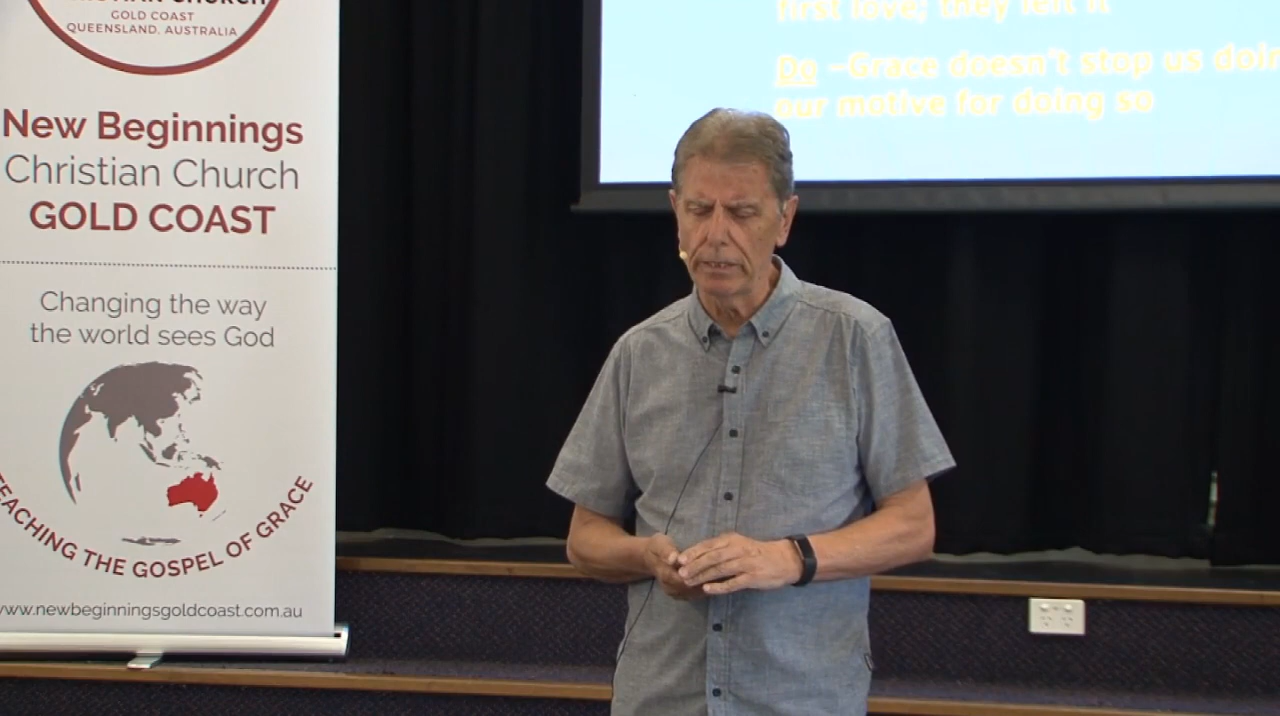 GOLD COAST
QUEENSLAND, AUSTRALIA
New Beginnings
Christian Church
GOLD COAST
Changing the way
the world sees God
TEACHING THE GOSPEL OF GRACE
www.newbeginningsgoldcoast.com.au
first love; they left it
Do –Grace doesn't stop us doin
our motive for doing so